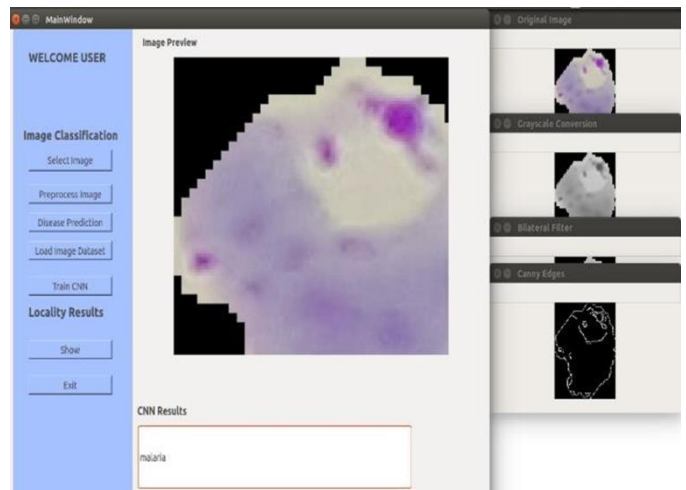 MainWindow
WELCOME USER
Image Classification
Select Image
Preprocess Image
Disease Prediction
Load Image Dataset
Train CNN
Locality Results
Show
Exit
Image Preview
CNN Results
malaria
Original Image
Grayscale Conversion
Bilateral Filter
Canny Edges